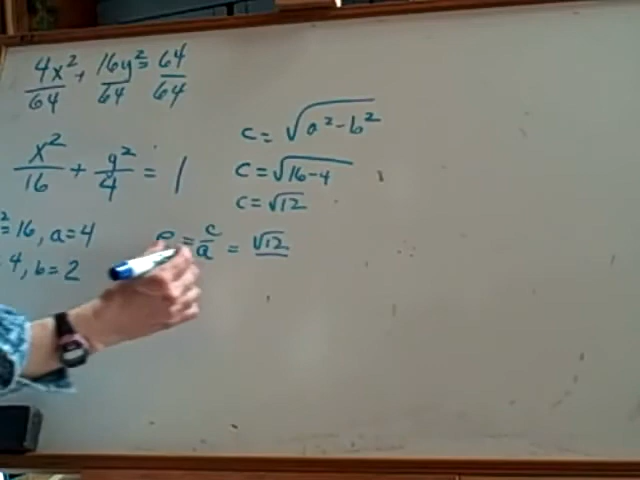 4x²/64 + 16y²/64 = 64/64
x²/16 + y²/4 = 1
c = √a²-b²
c = √16-4
c = √12
²=16, a=4
4, b=2
e = c/a = √12